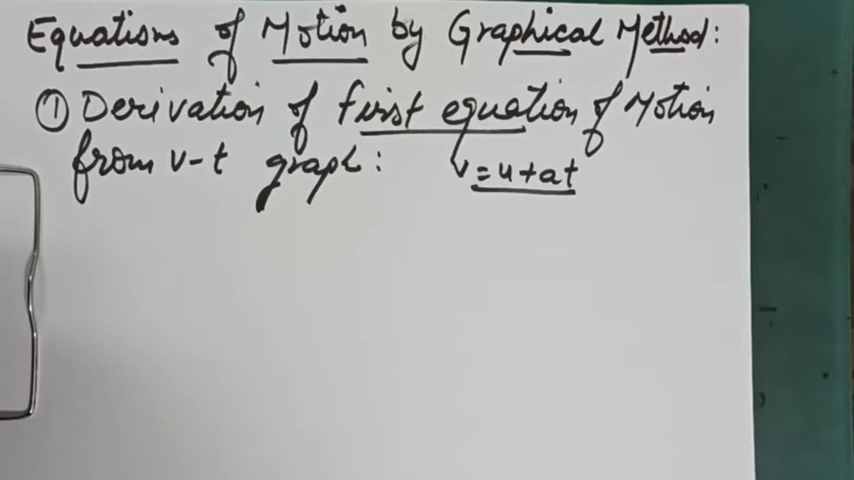 Equations of Motion by Graphical Method:
① Derivation of first equation of Motion
from v-t graph: v = u + at